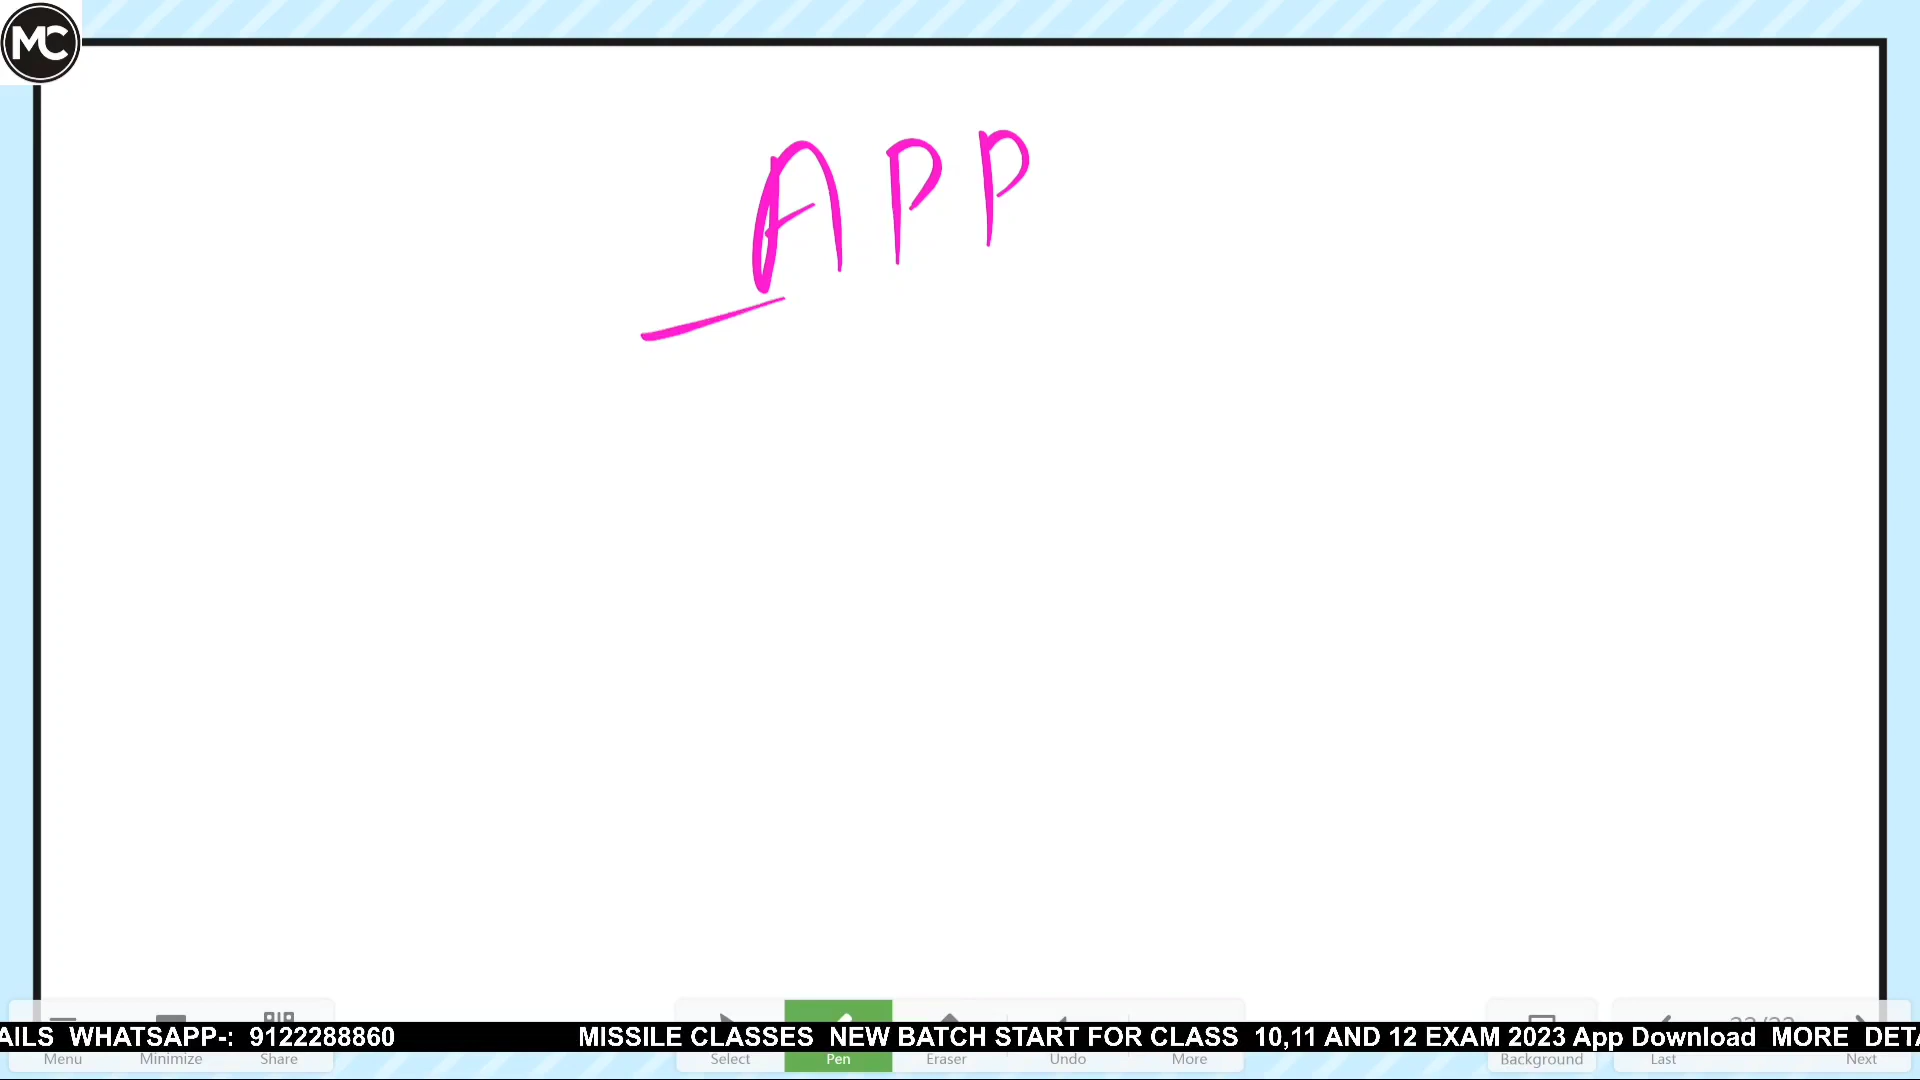 MC
APP
AILS WHATSAPP-: 9122288860 MISSILE CLASSES NEW BATCH START FOR CLASS 10,11 AND 12 EXAM 2023 App Download MORE DETA
Menu Minimize Share Select Pen Eraser Undo More Background Last Next